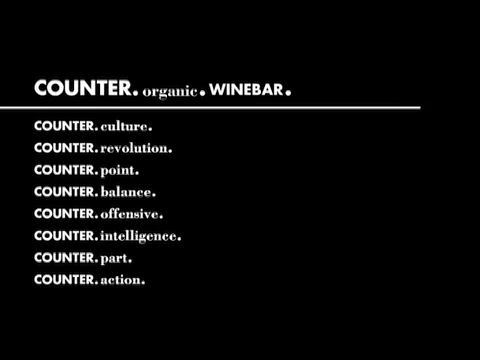 COUNTER. organic. WINEBAR.
COUNTER. culture.
COUNTER. revolution.
COUNTER. point.
COUNTER. balance.
COUNTER. offensive.
COUNTER. intelligence.
COUNTER. part.
COUNTER. action.